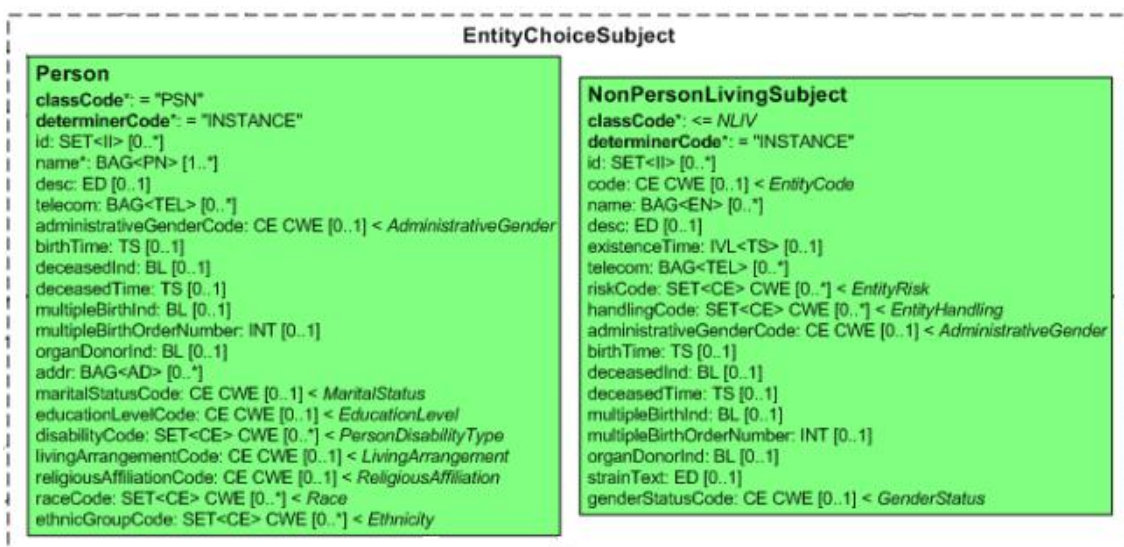 EntityChoiceSubject
Person
classCode*: = "PSN"
determinerCode*: = "INSTANCE"
id: SET<II> [0..*]
name*: BAG<PN> [1..*]
desc: ED [0..1]
telecom: BAG<TEL> [0..*]
administrativeGenderCode: CE CWE [0..1] < AdministrativeGender
birthTime: TS [0..1]
deceasedInd: BL [0..1]
deceasedTime: TS [0..1]
multipleBirthInd: BL [0..1]
multipleBirthOrderNumber: INT [0..1]
organDonorInd: BL [0..1]
addr: BAG<AD> [0..*]
maritalStatusCode: CE CWE [0..1] < MaritalStatus
educationLevelCode: CE CWE [0..1] < EducationLevel
disabilityCode: SET<CE> CWE [0..*] < PersonDisabilityType
livingArrangementCode: CE CWE [0..1] < LivingArrangement
religiousAffiliationCode: CE CWE [0..1] < ReligiousAffiliation
raceCode: SET<CE> CWE [0..*] < Race
ethnicGroupCode: SET<CE> CWE [0..*] < Ethnicity
NonPersonLivingSubject
classCode*: <= NLIV
determinerCode*: = "INSTANCE"
id: SET<II> [0..*]
code: CE CWE [0..1] < EntityCode
name: BAG<EN> [0..*]
desc: ED [0..1]
existenceTime: IVL<TS> [0..1]
telecom: BAG<TEL> [0..*]
riskCode: SET<CE> CWE [0..*] < EntityRisk
handlingCode: SET<CE> CWE [0..*] < EntityHandling
administrativeGenderCode: CE CWE [0..1] < AdministrativeGender
birthTime: TS [0..1]
deceasedInd: BL [0..1]
deceasedTime: TS [0..1]
multipleBirthInd: BL [0..1]
multipleBirthOrderNumber: INT [0..1]
organDonorInd: BL [0..1]
strainText: ED [0..1]
genderStatusCode: CE CWE [0..1] < GenderStatus